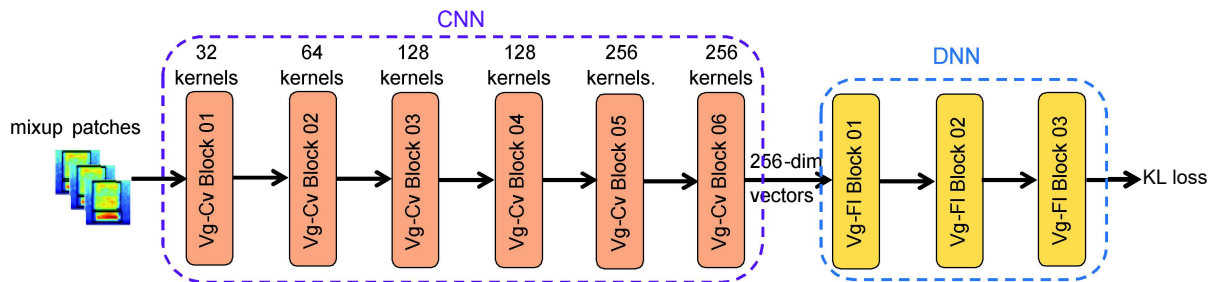 CNN
32
kernels
64
kernels
128
kernels
128
kernels
256
kernels.
256
kernels
DNN
mixup patches
Vg-Cv Block 01
Vg-Cv Block 02
Vg-Cv Block 03
Vg-Cv Block 04
Vg-Cv Block 05
Vg-Cv Block 06
256-dim
vectors
Vg-Fl Block 01
Vg-Fl Block 02
Vg-Fl Block 03
KL loss